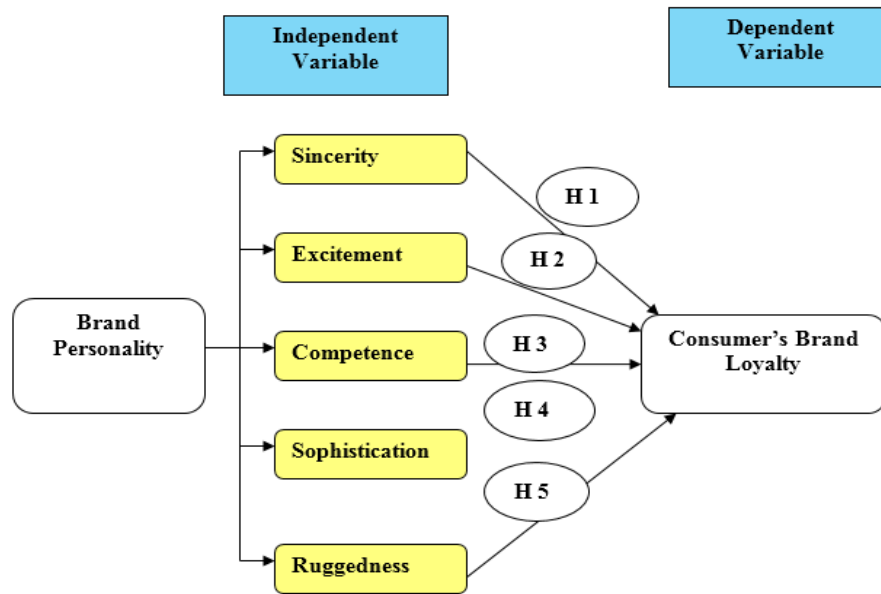 Independent
Variable
Dependent
Variable
Sincerity
H 1
Excitement
H 2
Brand
Personality
Competence
H 3
Consumer’s Brand
Loyalty
H 4
Sophistication
H 5
Ruggedness